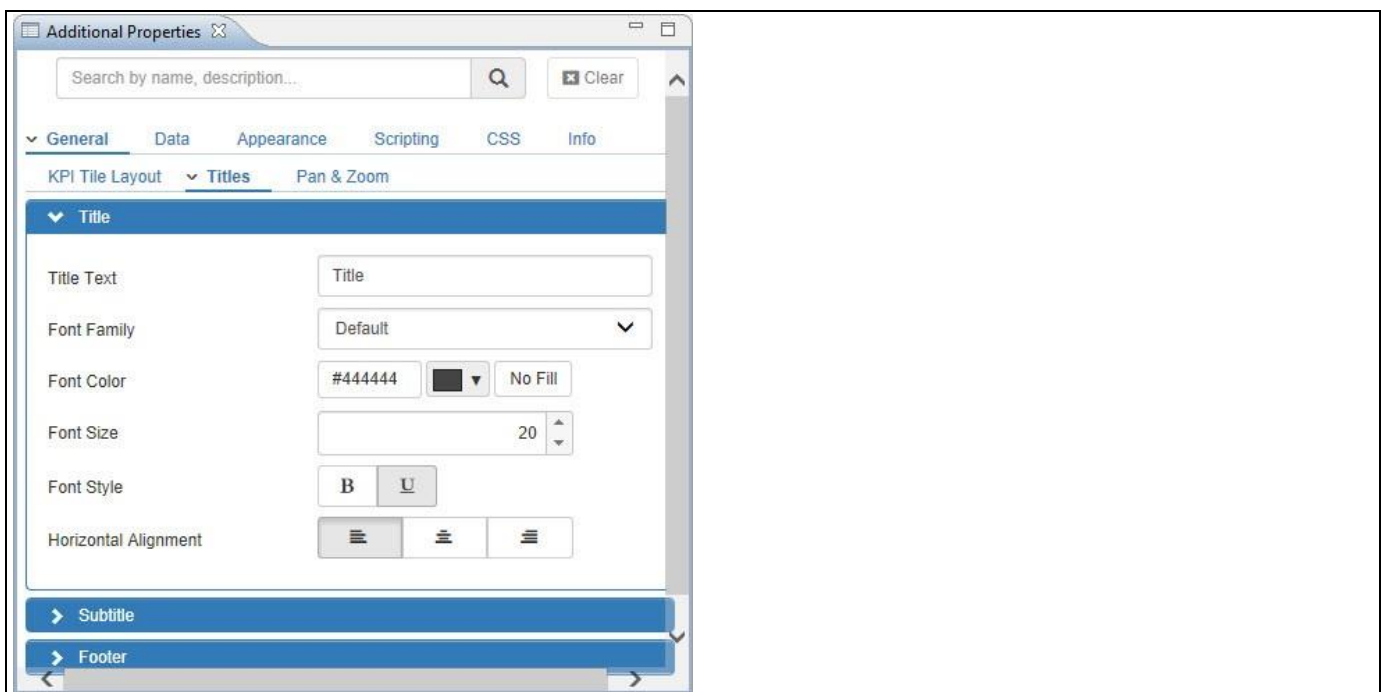 Additional Properties
Search by name, description...
Clear
General Data Appearance Scripting CSS Info
KPI Tile Layout Titles Pan & Zoom
Title
Title Text Title
Font Family Default
Font Color #444444 No Fill
Font Size 20
Font Style B U
Horizontal Alignment
Subtitle
Footer